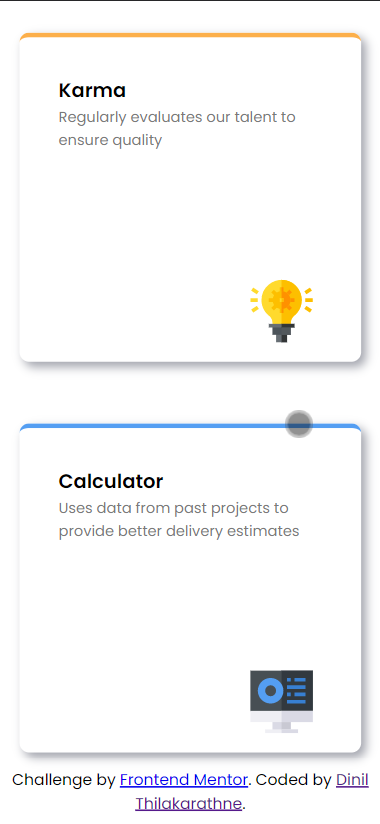 Karma
Regularly evaluates our talent to
ensure quality
Calculator
Uses data from past projects to
provide better delivery estimates
Challenge by Frontend Mentor. Coded by Dinil
Thilakarathne.